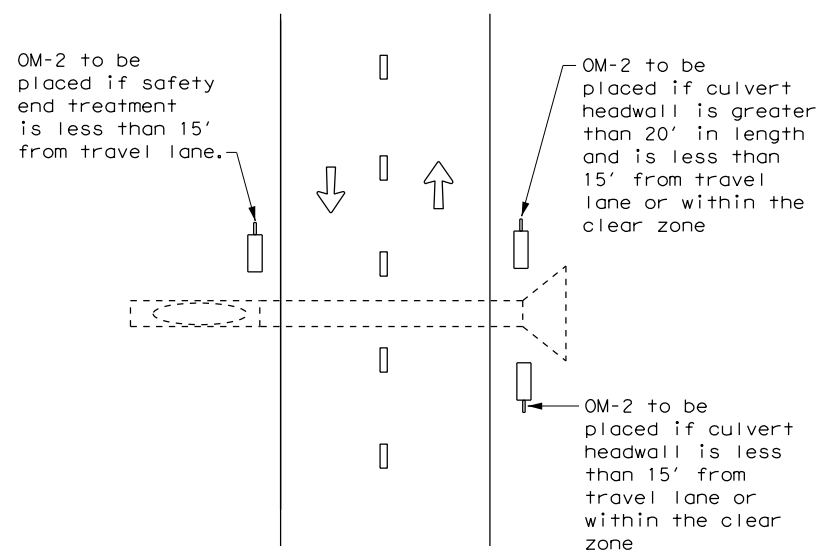 OM-2 to be
placed if safety
end treatment
is less than 15'
from travel lane.
OM-2 to be
placed if culvert
headwall is greater
than 20' in length
and is less than
15' from travel
lane or within the
clear zone
OM-2 to be
placed if culvert
headwall is less
than 15' from
travel lane or
within the clear
zone